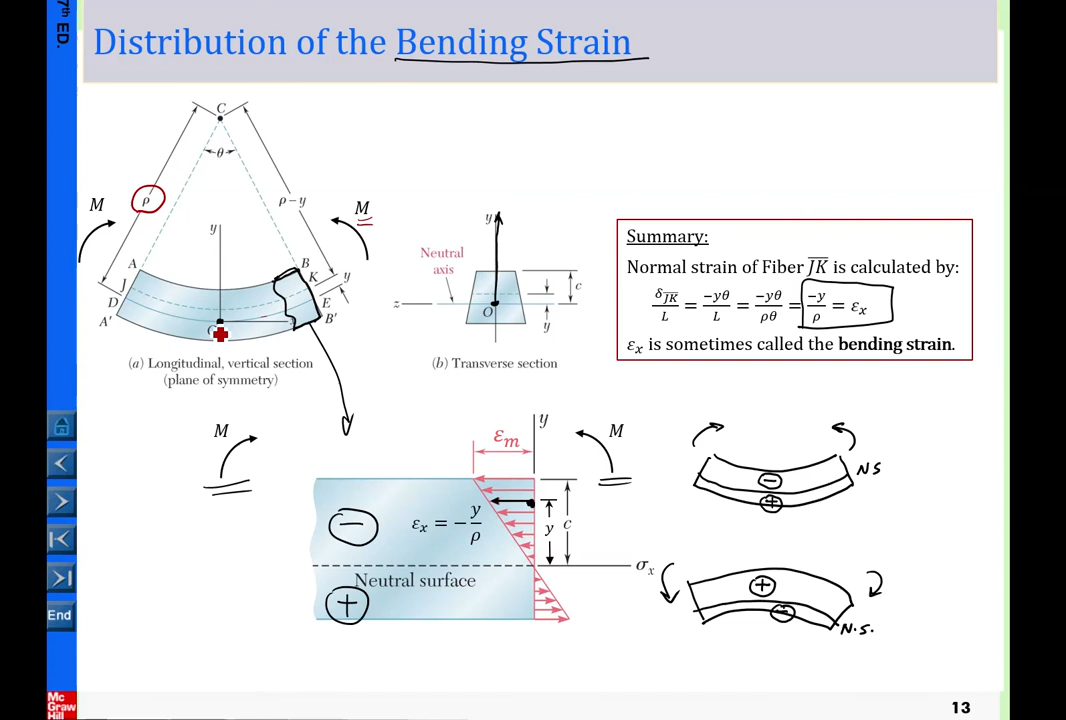 7th ED.
Distribution of the Bending Strain
C
θ
M
ρ
ρ−y
M
y
A
B
J
K
y
D
E
A′
B′
(a) Longitudinal, vertical section
(plane of symmetry)
y
Neutral
axis
c
z
O
y
(b) Transverse section
Summary:
Normal strain of Fiber J̅K̅ is calculated by:
δJ̅K̅/L = −yθ/L = −yθ/ρθ = −y/ρ = εx
εx is sometimes called the bending strain.
M
εm
y
M
εx = −y/ρ
y
c
Neutral surface
σx
−
+
−
+
NS
+
−
N.S.
End
Mc
Graw
Hill
13